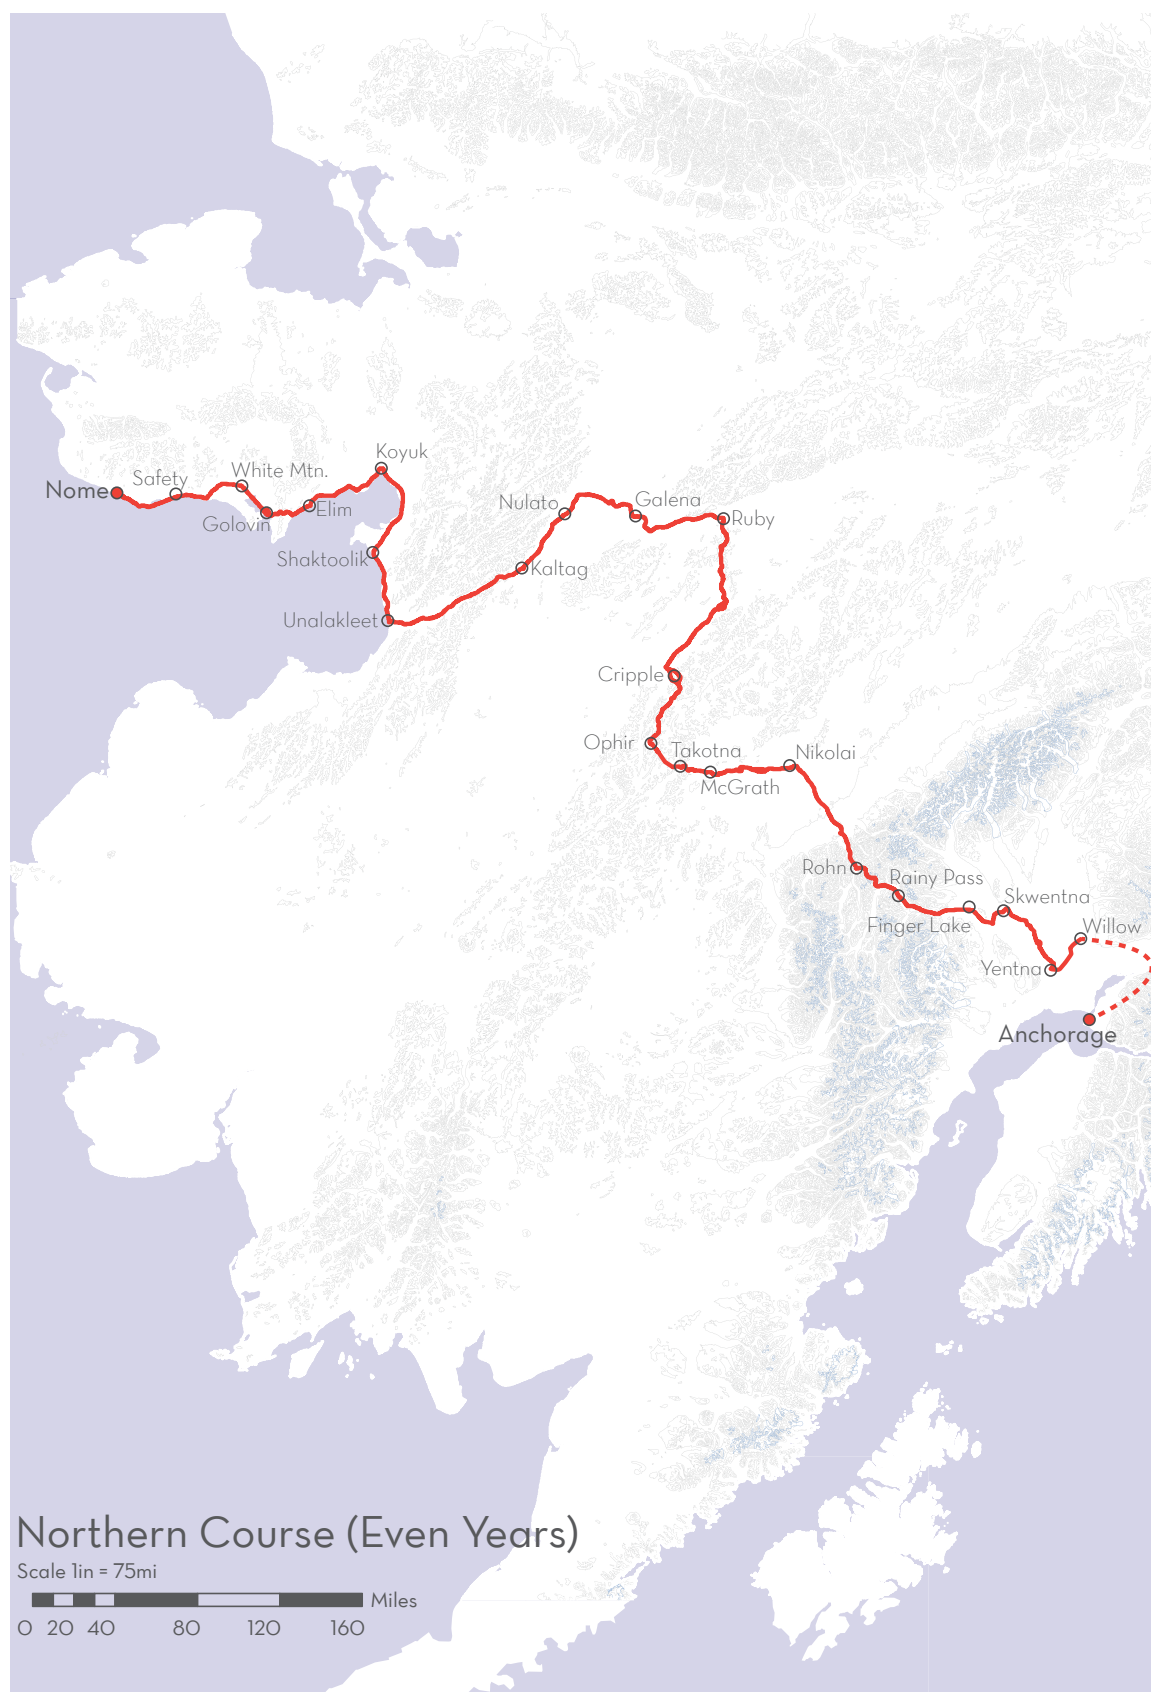 Koyuk
White Mtn.
Safety
Nome
Golovin
Elim
Nulato
Galena
Ruby
Shaktoolik
Kaltag
Unalakleet
Cripple
Ophir
Takotna
Nikolai
McGrath
Rohn
Rainy Pass
Skwentna
Finger Lake
Willow
Yentna
Anchorage
Northern Course (Even Years)
Scale 1in = 75mi
Miles
0 20 40 80 120 160